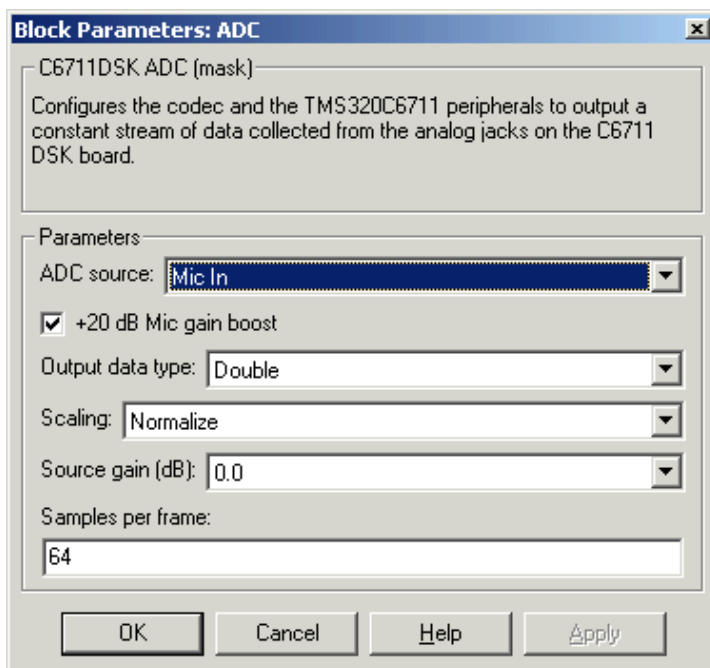 Block Parameters: ADC
C6711DSK ADC (mask)
Configures the codec and the TMS320C6711 peripherals to output a
constant stream of data collected from the analog jacks on the C6711
DSK board.
Parameters
ADC source: Mic In
+20 dB Mic gain boost
Output data type: Double
Scaling: Normalize
Source gain (dB): 0.0
Samples per frame:
64
OK Cancel Help Apply